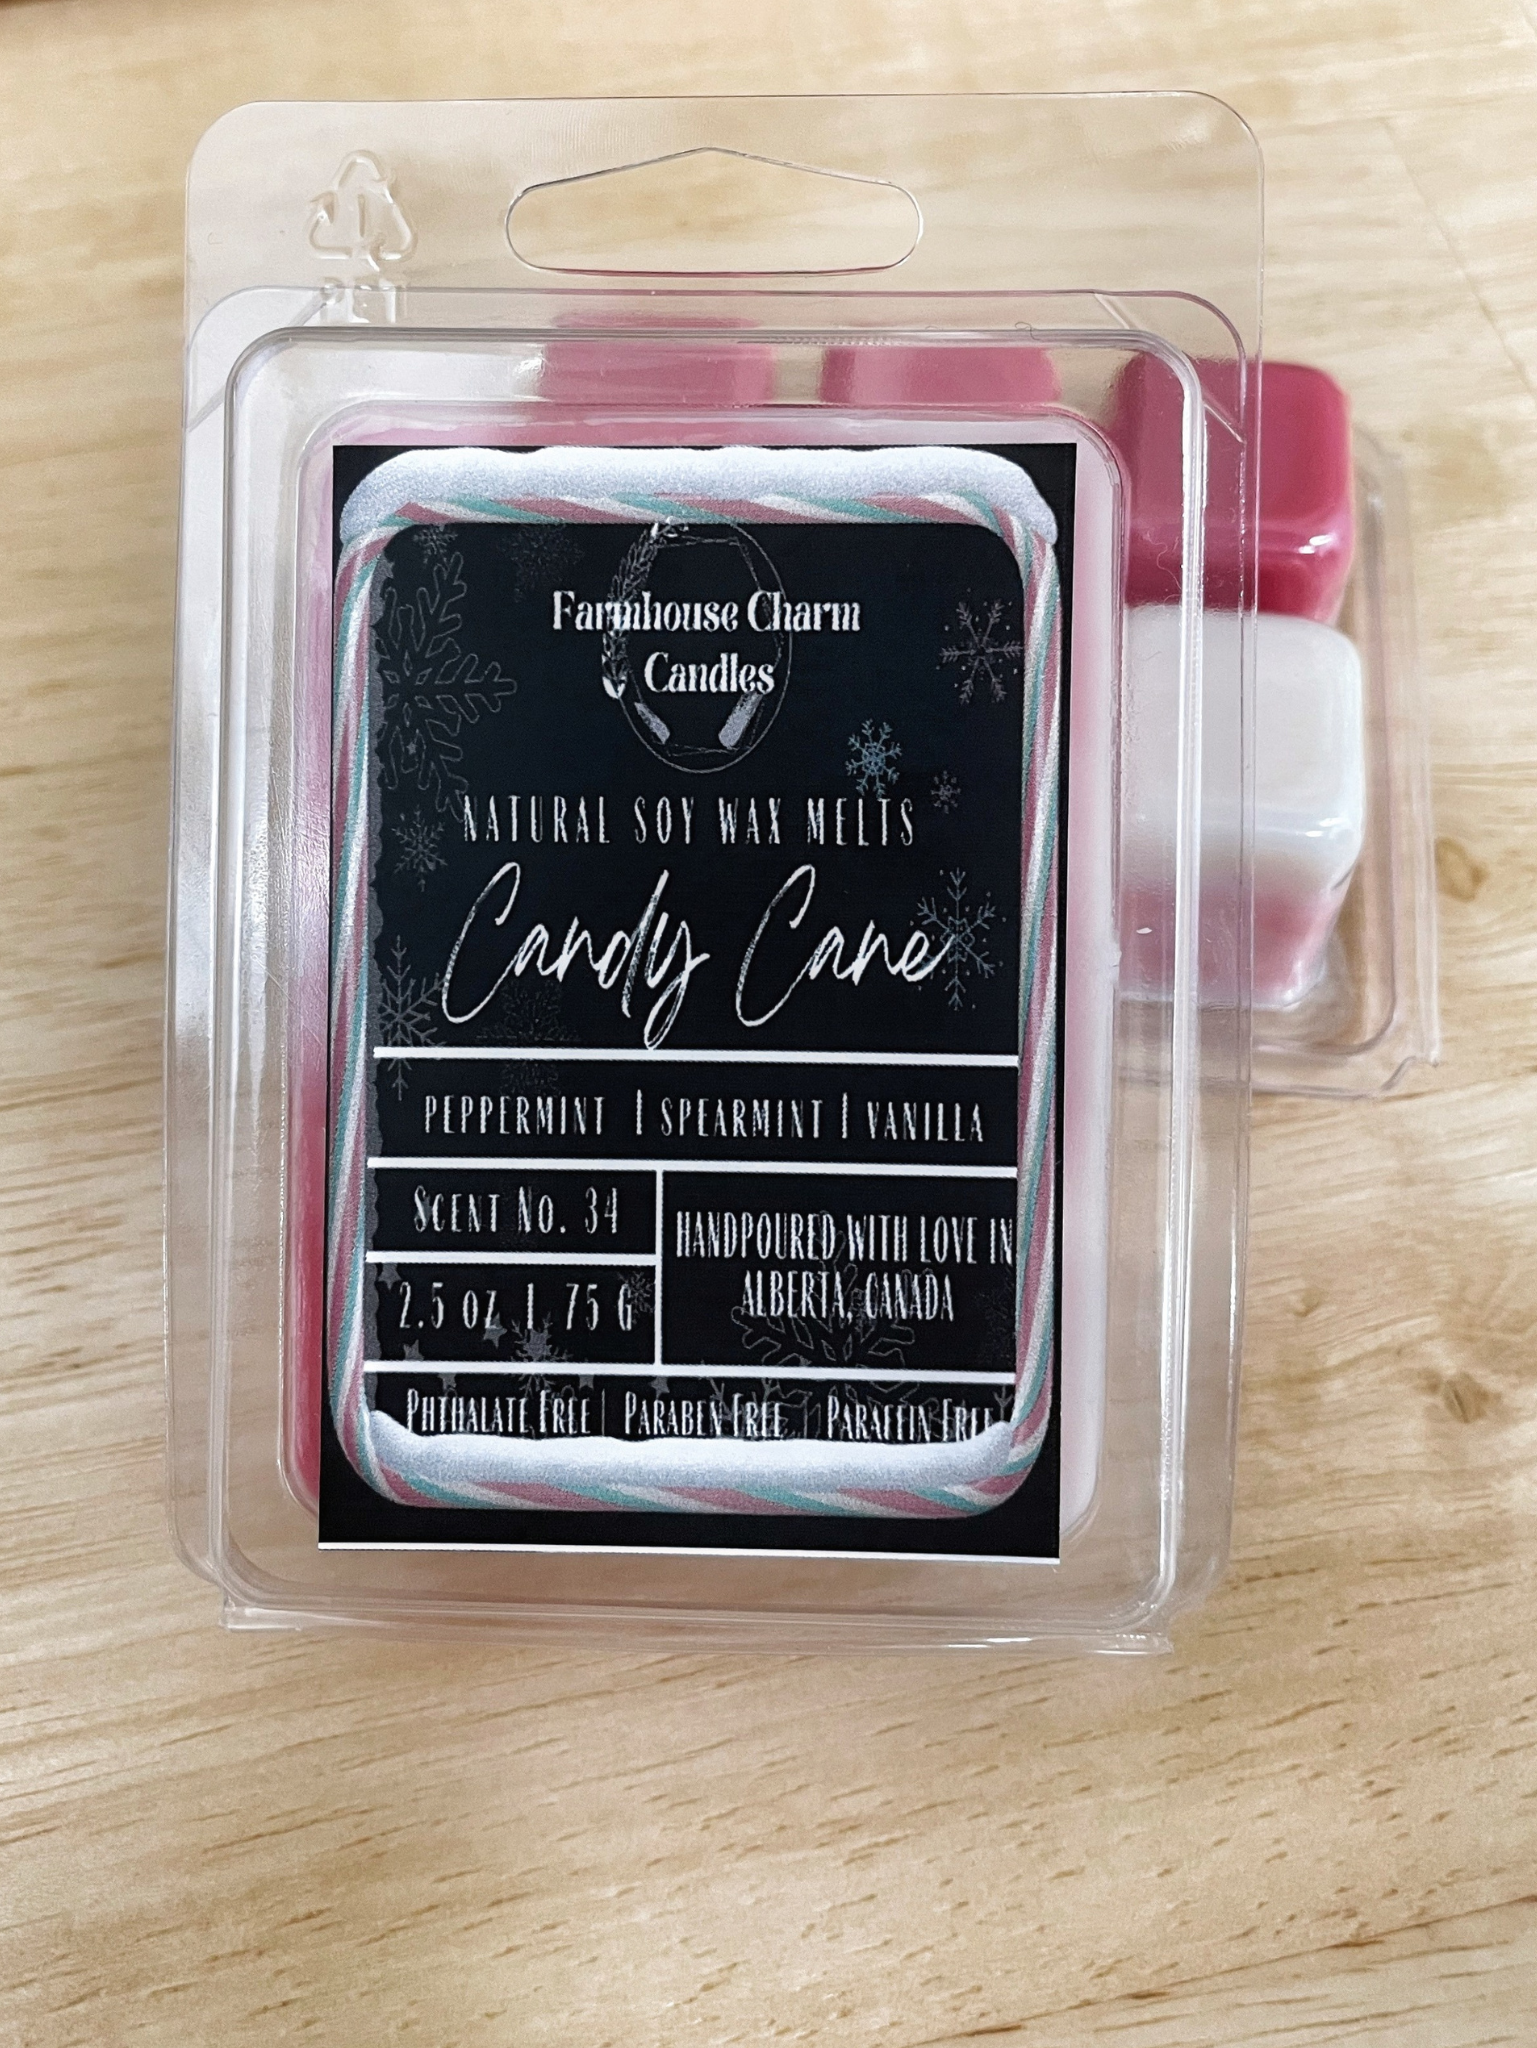 Farmhouse Charm
Candles
NATURAL SOY WAX MELTS
Candy Cane
PEPPERMINT | SPEARMINT | VANILLA
SCENT NO. 34
2.5 OZ | 75 G
HANDPOURED WITH LOVE IN
ALBERTA, CANADA
PHTHALATE FREE | PARABEN FREE | PARAFFIN FREE